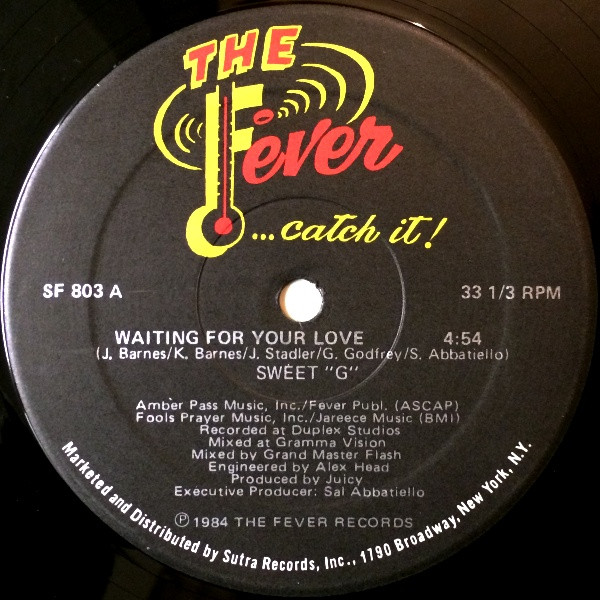 THE
Fever
...catch it!
SF 803 A
33 1/3 RPM
WAITING FOR YOUR LOVE 4:54
(J. Barnes/K. Barnes/J. Stadler/G. Godfrey/S. Abbatiello)
SWEET "G"
Amber Pass Music, Inc./Fever Publ. (ASCAP)
Fools Prayer Music, Inc./Jareece Music (BMI)
Recorded at Duplex Studios
Mixed at Gramma Vision
Mixed by Grand Master Flash
Engineered by Alex Head
Produced by Juicy
Executive Producer: Sal Abbatiello
℗ 1984 THE FEVER RECORDS
Marketed and Distributed by Sutra Records, Inc., 1790 Broadway, New York, N.Y.